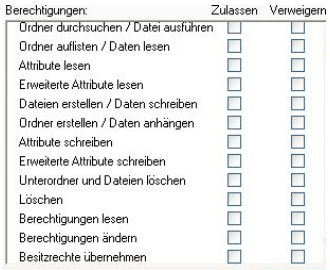 Berechtigungen: Zulassen Verweigern
Ordner durchsuchen / Datei ausführen
Ordner auflisten / Daten lesen
Attribute lesen
Erweiterte Attribute lesen
Dateien erstellen / Daten schreiben
Ordner erstellen / Daten anhängen
Attribute schreiben
Erweiterte Attribute schreiben
Unterordner und Dateien löschen
Löschen
Berechtigungen lesen
Berechtigungen ändern
Besitzrechte übernehmen